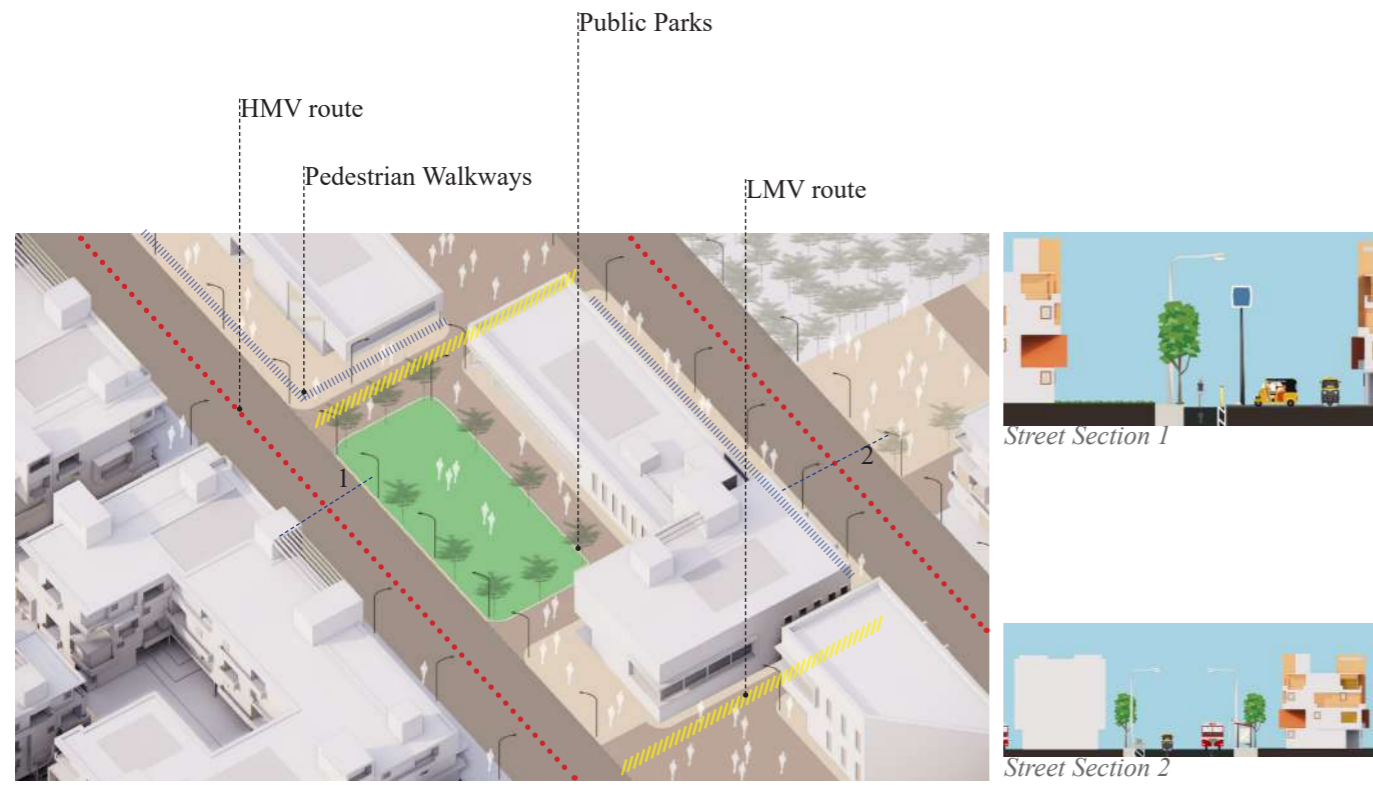 Public Parks
HMV route
Pedestrian Walkways
LMV route
1
2
Street Section 1
Street Section 2